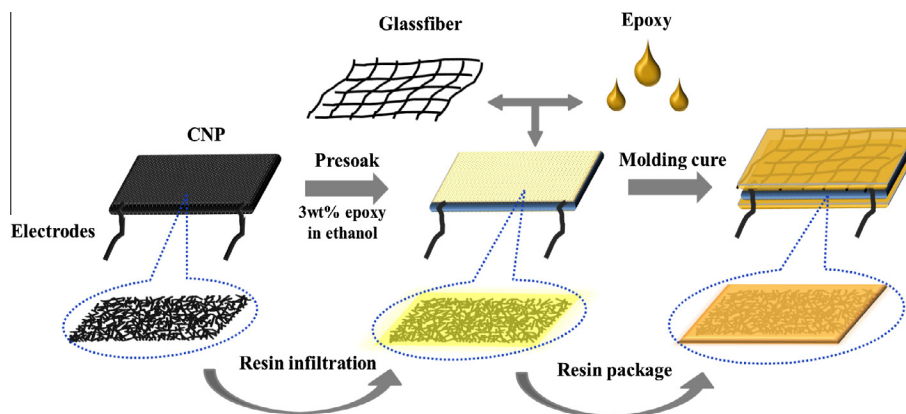 Glassfiber
Epoxy
CNP
Presoak
Molding cure
3wt% epoxy
in ethanol
Electrodes
Resin infiltration
Resin package